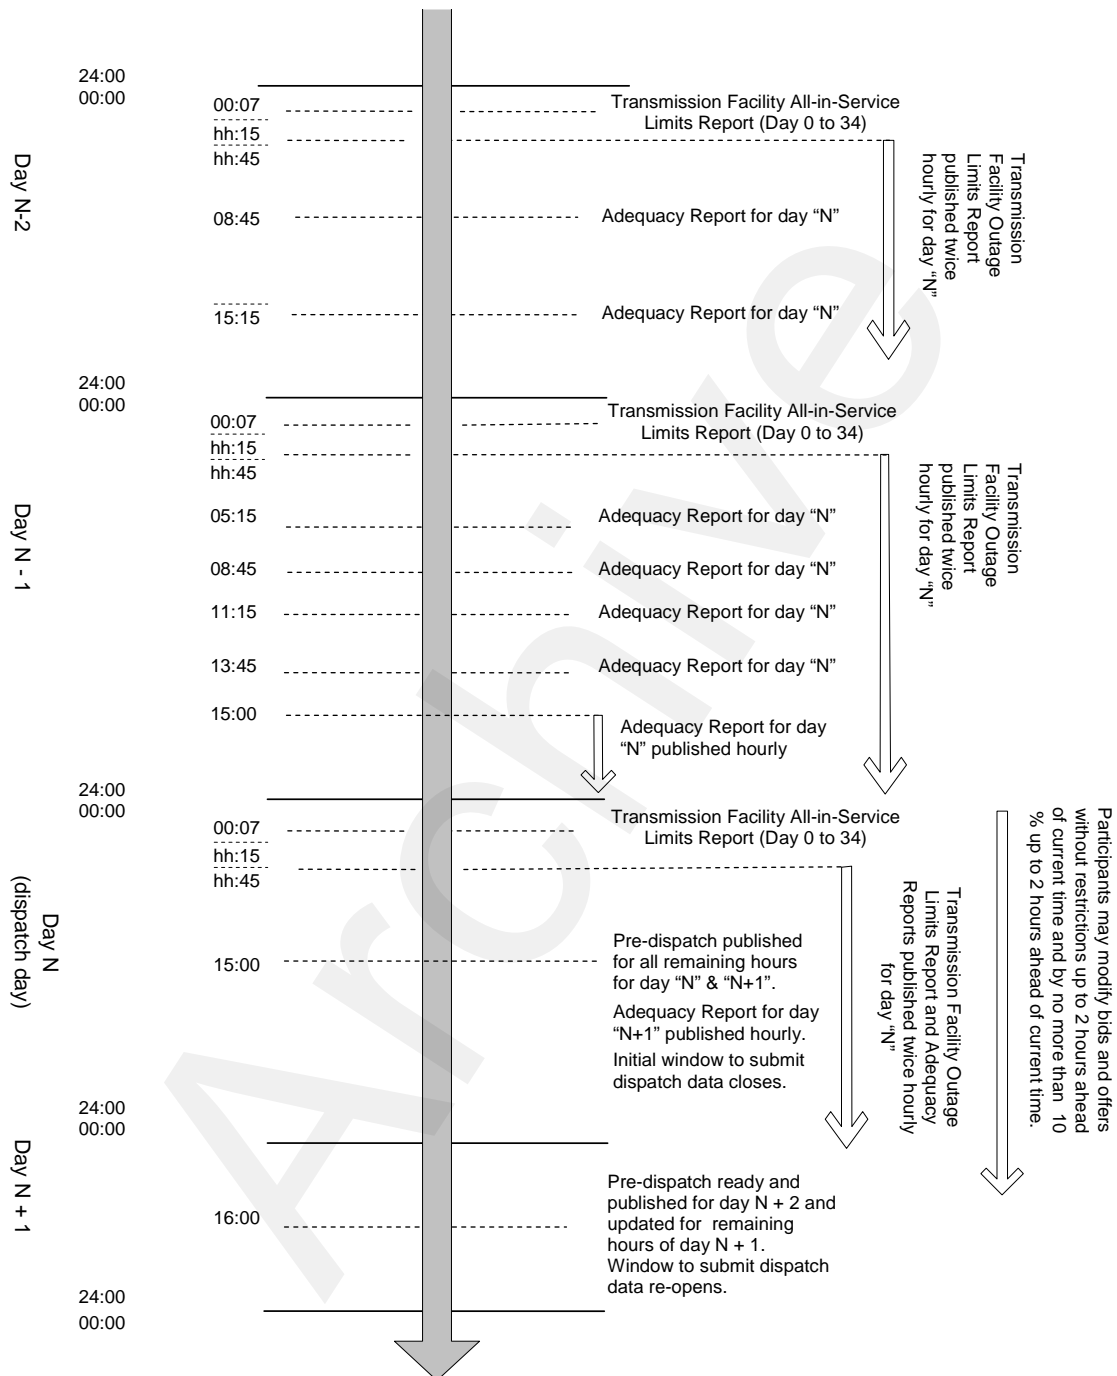 24:00
00:00
00:07
Transmission Facility All-in-Service
Limits Report (Day 0 to 34)
hh:15
hh:45
Transmission
Facility Outage
Limits Report
published twice
hourly for day “N”
Day N-2
08:45
Adequacy Report for day “N”
15:15
Adequacy Report for day “N”
24:00
00:00
00:07
Transmission Facility All-in-Service
Limits Report (Day 0 to 34)
hh:15
hh:45
Transmission
Facility Outage
Limits Report
published twice
hourly for day “N”
Day N - 1
05:15
Adequacy Report for day “N”
08:45
Adequacy Report for day “N”
11:15
Adequacy Report for day “N”
13:45
Adequacy Report for day “N”
15:00
Adequacy Report for day
“N” published hourly
24:00
00:00
00:07
Transmission Facility All-in-Service
Limits Report (Day 0 to 34)
hh:15
hh:45
Participants may modify bids and offers
without restrictions up to 2 hours ahead
of current time and by no more than 10
% up to 2 hours ahead of current time.
Transmission Facility Outage
Limits Report and Adequacy
Reports published twice hourly
for day “N”
Day N
(dispatch day)
15:00
Pre-dispatch published
for all remaining hours
for day “N” & “N+1”.
Adequacy Report for day
“N+1” published hourly.
Initial window to submit
dispatch data closes.
24:00
00:00
Day N + 1
16:00
Pre-dispatch ready and
published for day N + 2 and
updated for remaining
hours of day N + 1.
Window to submit dispatch
data re-opens.
24:00
00:00
Archive